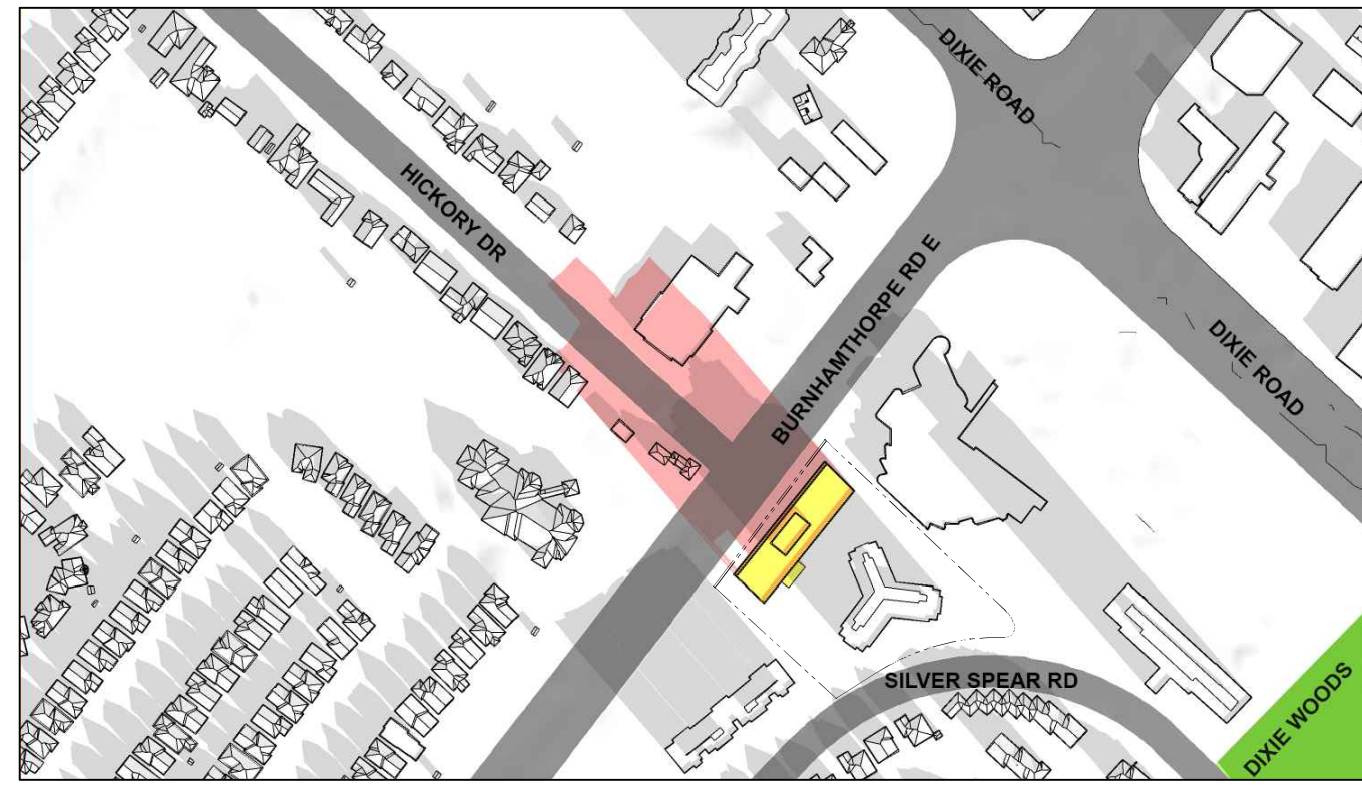 DIXIE ROAD
HICKORY DR
BURNHAMTHORPE RD E
DIXIE ROAD
SILVER SPEAR RD
DIXIE WOODS